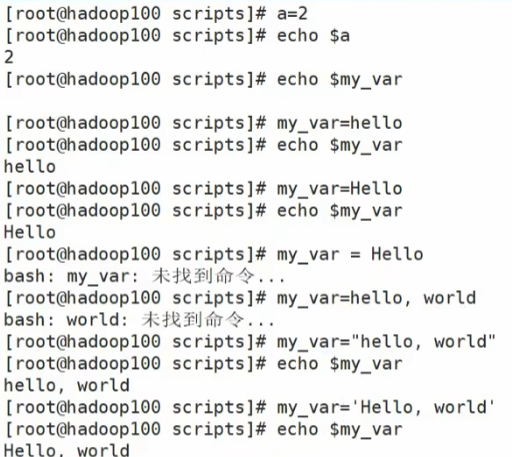 [root@hadoop100 scripts]# a=2
[root@hadoop100 scripts]# echo $a
2
[root@hadoop100 scripts]# echo $my_var
[root@hadoop100 scripts]# my_var=hello
[root@hadoop100 scripts]# echo $my_var
hello
[root@hadoop100 scripts]# my_var=Hello
[root@hadoop100 scripts]# echo $my_var
Hello
[root@hadoop100 scripts]# my_var = Hello
bash: my_var: 未找到命令...
[root@hadoop100 scripts]# my_var=hello, world
bash: world: 未找到命令...
[root@hadoop100 scripts]# my_var="hello, world"
[root@hadoop100 scripts]# echo $my_var
hello, world
[root@hadoop100 scripts]# my_var='Hello, world'
[root@hadoop100 scripts]# echo $my_var
Hello, world